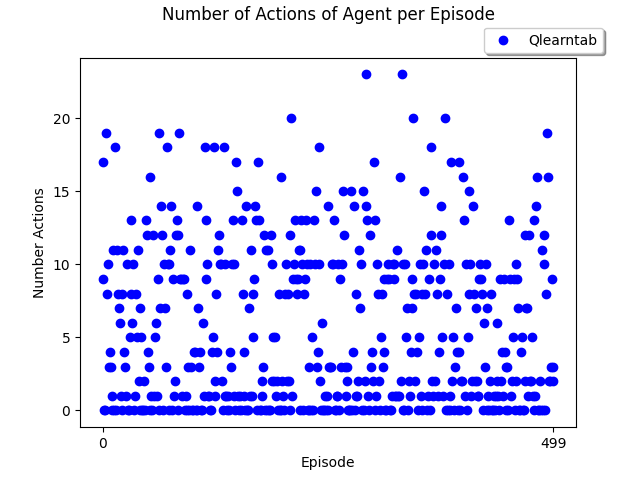 Number of Actions of Agent per Episode
Qlearntab
Number Actions
20
15
10
5
0
0
499
Episode